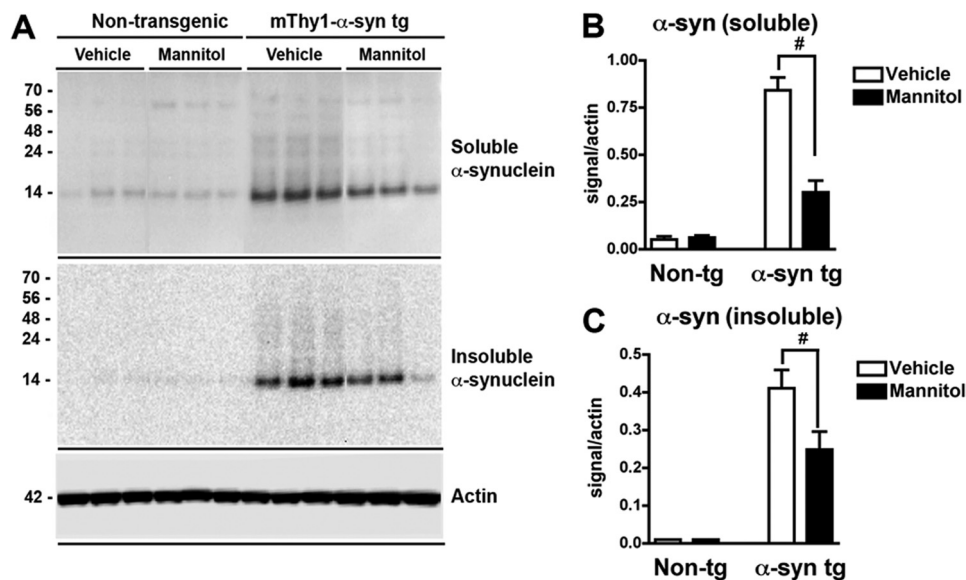 A
Non-transgenic mThy1-α-syn tg
Vehicle Mannitol Vehicle Mannitol
70 -
56 -
48 -
24 -
14 -
Soluble
α-synuclein
70 -
56 -
48 -
24 -
14 -
Insoluble
α-synuclein
42 -
Actin
B
α-syn (soluble)
#
Vehicle
Mannitol
signal/actin
1.00
0.75
0.50
0.25
0.00
Non-tg α-syn tg
C
α-syn (insoluble)
#
Vehicle
Mannitol
signal/actin
0.5
0.4
0.3
0.2
0.1
0.0
Non-tg α-syn tg